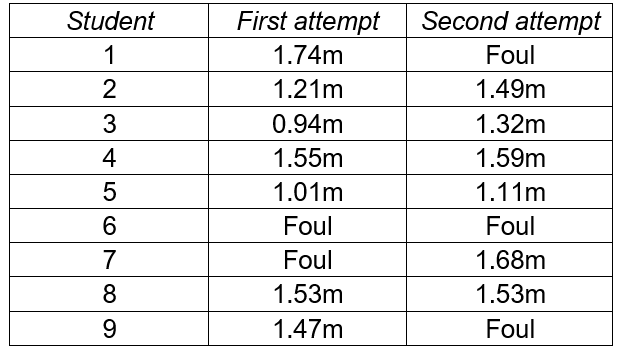 Student First attempt Second attempt
1 1.74m Foul
2 1.21m 1.49m
3 0.94m 1.32m
4 1.55m 1.59m
5 1.01m 1.11m
6 Foul Foul
7 Foul 1.68m
8 1.53m 1.53m
9 1.47m Foul